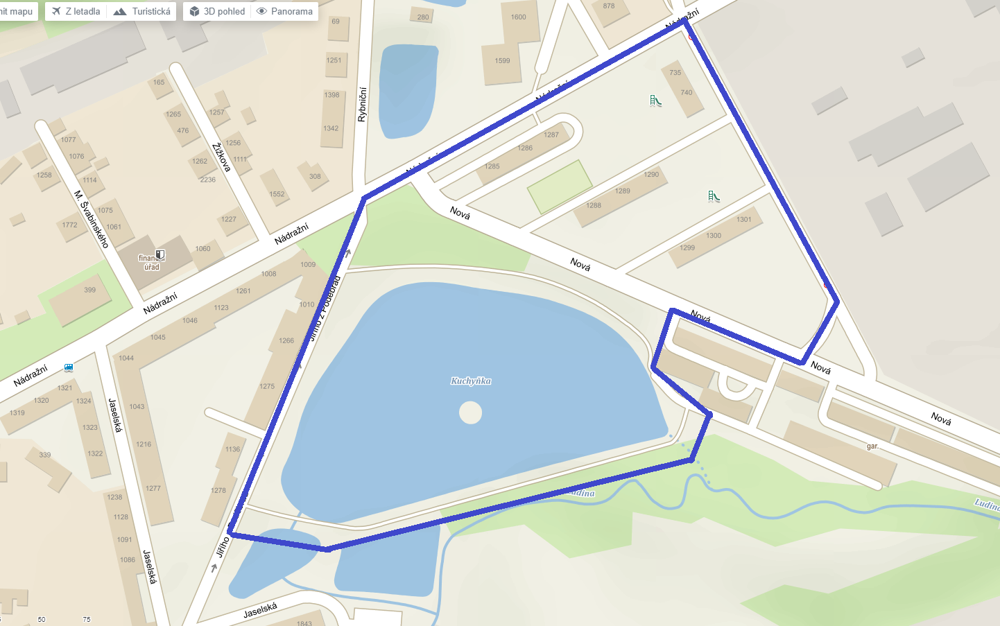 nit mapu
Z letadla
Turistická
3D pohled
Panorama
280
1600
878
69
Nádražní
1251
1599
165
735
740
1398
Rybniční
1265
1257
476
1342
1287
1077
1256
1286
1076
Žižkova
1111
1262
1285
1258
2236
308
1114
1552
1290
1289
M. Švabinského
1288
1075
1227
Nová
1301
1772
1061
Nádražní
1300
1060
1299
úřad
1009
Nová
1008
399
1261
1010
Nádražní
1123
1046
Nová
1045
1266
1044
Nová
Nádražní
Kuchyňka
1275
1321
1320
1324
1319
1043
Jaselská
1323
Nová
1216
1136
1322
339
gar.
1277
1278
1238
Ludina
1128
1091
Jiřího
1086
Jaselská
Jaselská
50
75
1843